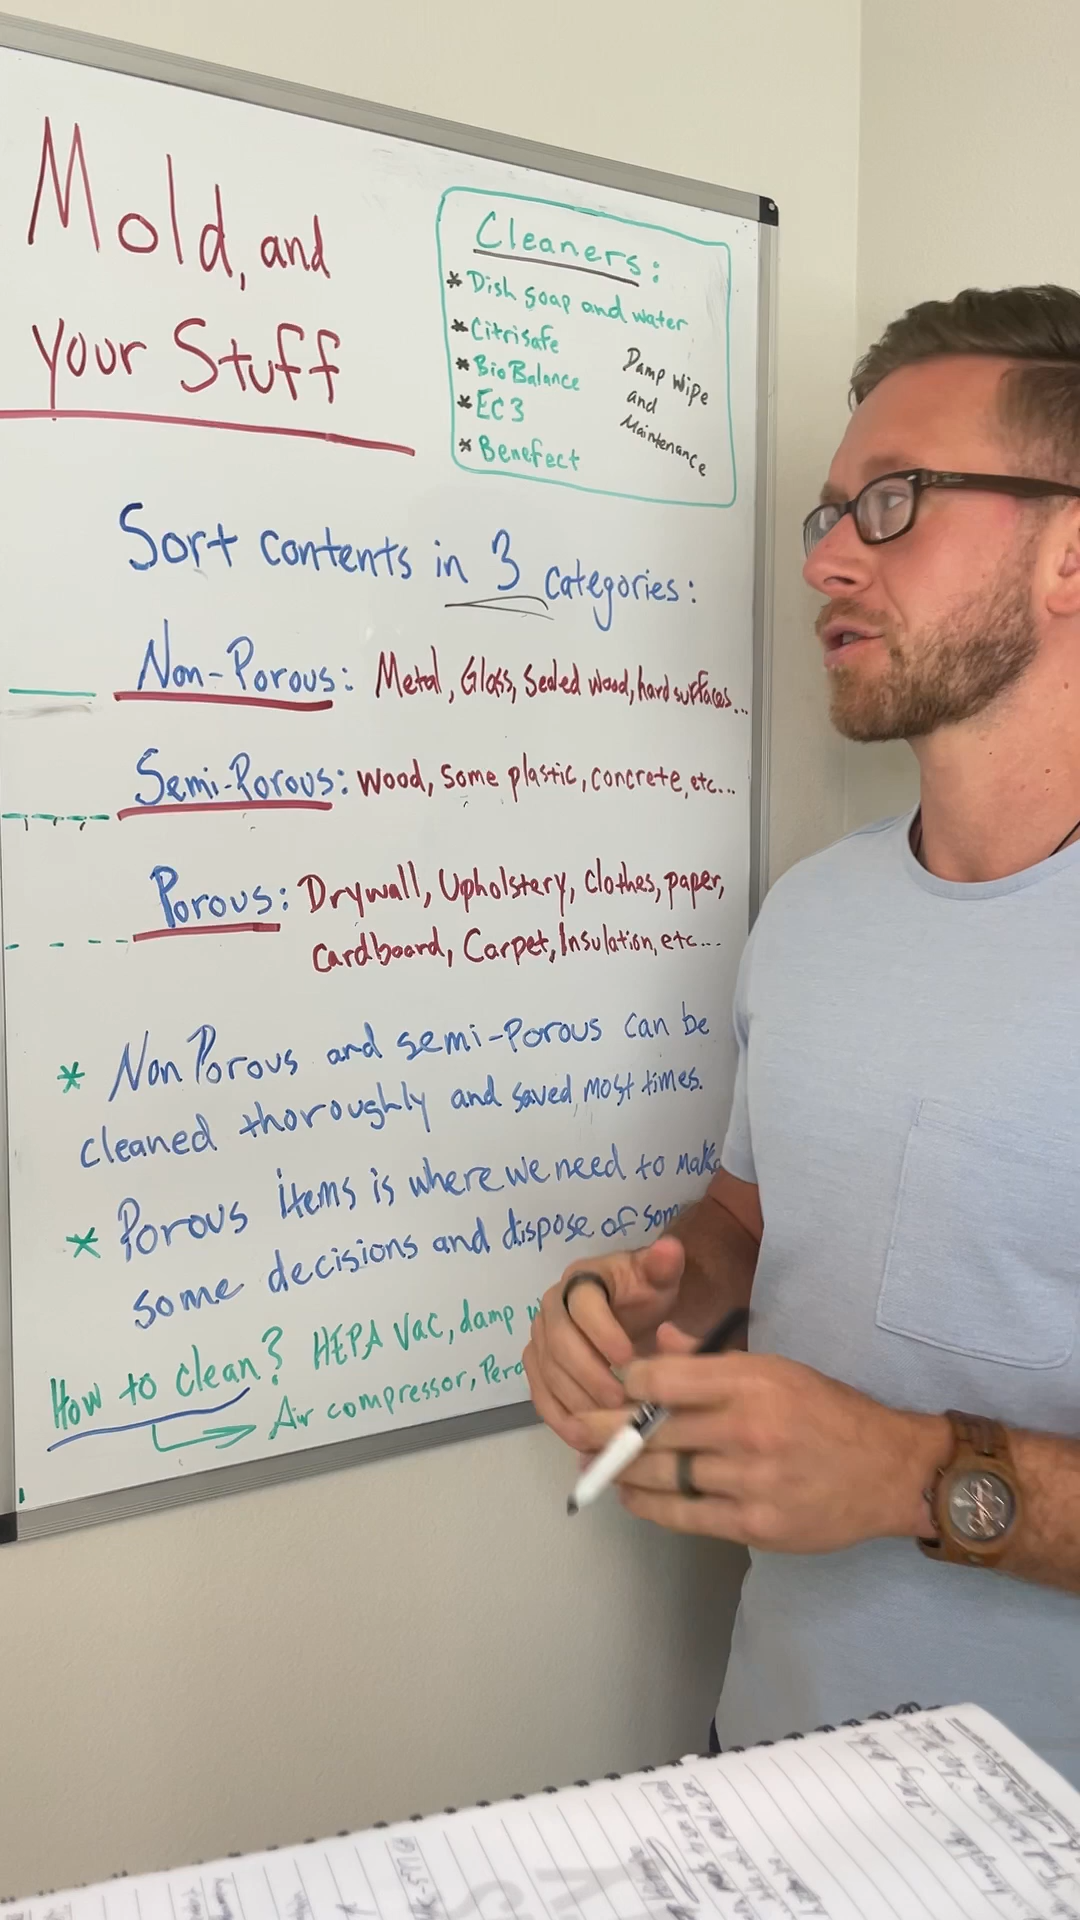 Mold, and
your Stuff
Cleaners:
* Dish soap and water
* Citrisafe
* BioBalance
* EC3
* Benefect
Damp wipe
and
Maintenance
Sort contents in 3 categories:
Non-Porous: Metal, Glass, Sealed wood, hard surfaces...
Semi-Porous: Wood, Some plastic, concrete, etc...
Porous: Drywall, Upholstery, Clothes, paper,
Cardboard, Carpet, Insulation, etc...
* Non Porous and semi-Porous can be
cleaned thoroughly and saved, most times.
* Porous items is where we need to make
some decisions and dispose of some
How to clean? HEPA Vac, damp
Air compressor,